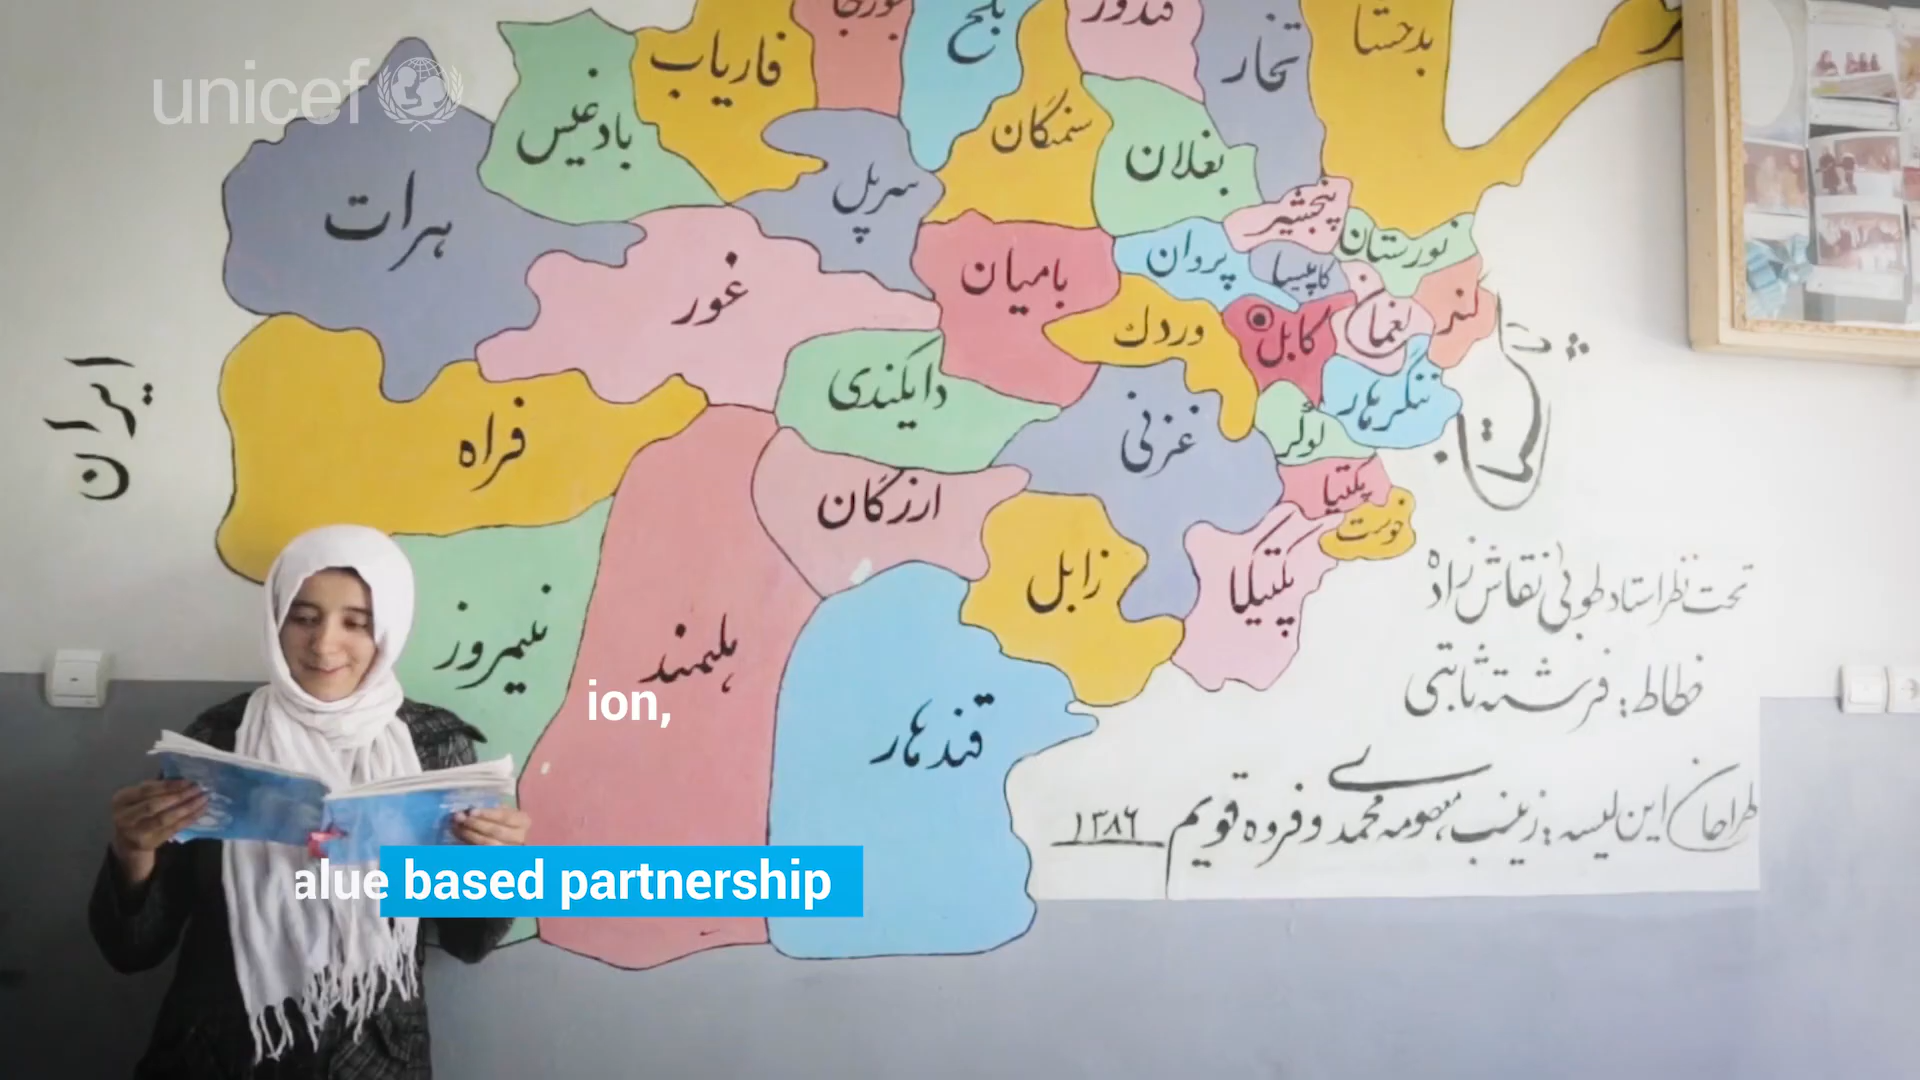 unicef
فاریاب
بلخ
قندوز
تخار
بدخشا
بادغیس
سمنگان
بغلان
هرات
سرپل
پنجشیر
نورستان
پروان
کاپیسا
بامیان
غور
وردک
کابل
لغمان
کنر
ایران
دایکندی
ننگرهار
لوگر
غزنی
فراه
ارزگان
پکتیا
خوست
زابل
پکتیکا
نیمروز
هلمند
قندهار
تحت نظر استاد طوبی نقاش زاده
خطاط: فرشته ثابتی
طراحان این لیسه: زینب، معصومه محمدی و فروه قویم ۱۳۸۶
ion,
alue based partnership